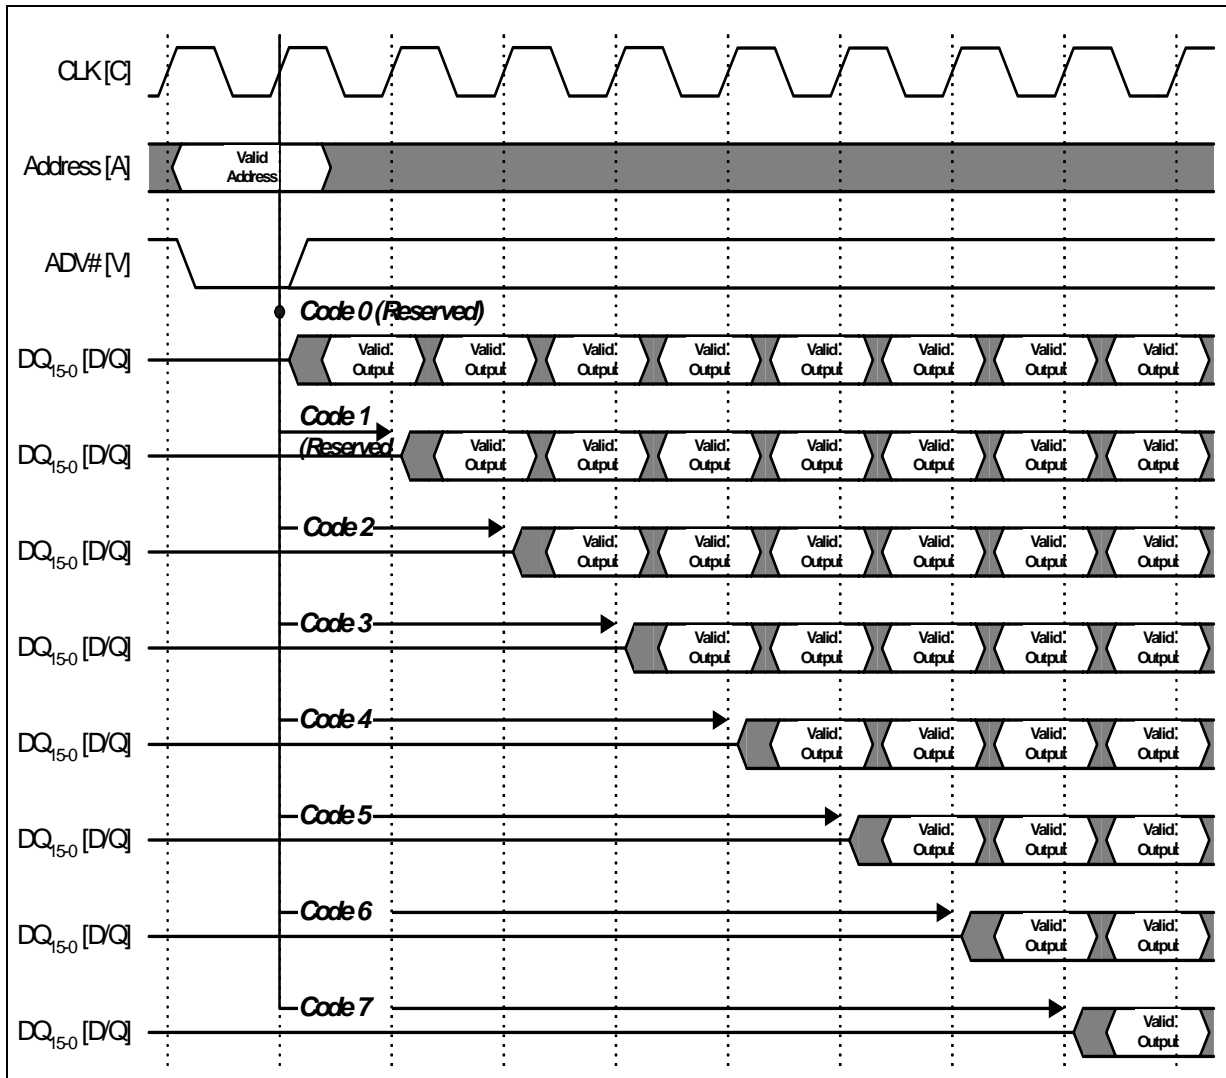 CLK [C]
Address [A]
Valid
Address
ADV# [V]
Code 0 (Reserved)
DQ15-0 [D/Q]
Valid Valid Valid Valid Valid Valid Valid Valid
Output Output Output Output Output Output Output Output
Code 1
(Reserved
DQ15-0 [D/Q]
Valid Valid Valid Valid Valid Valid Valid
Output Output Output Output Output Output Output
Code 2
DQ15-0 [D/Q]
Valid Valid Valid Valid Valid Valid
Output Output Output Output Output Output
Code 3
DQ15-0 [D/Q]
Valid Valid Valid Valid Valid
Output Output Output Output Output
Code 4
DQ15-0 [D/Q]
Valid Valid Valid Valid
Output Output Output Output
Code 5
DQ15-0 [D/Q]
Valid Valid Valid
Output Output Output
Code 6
DQ15-0 [D/Q]
Valid Valid
Output Output
Code 7
DQ15-0 [D/Q]
Valid
Output